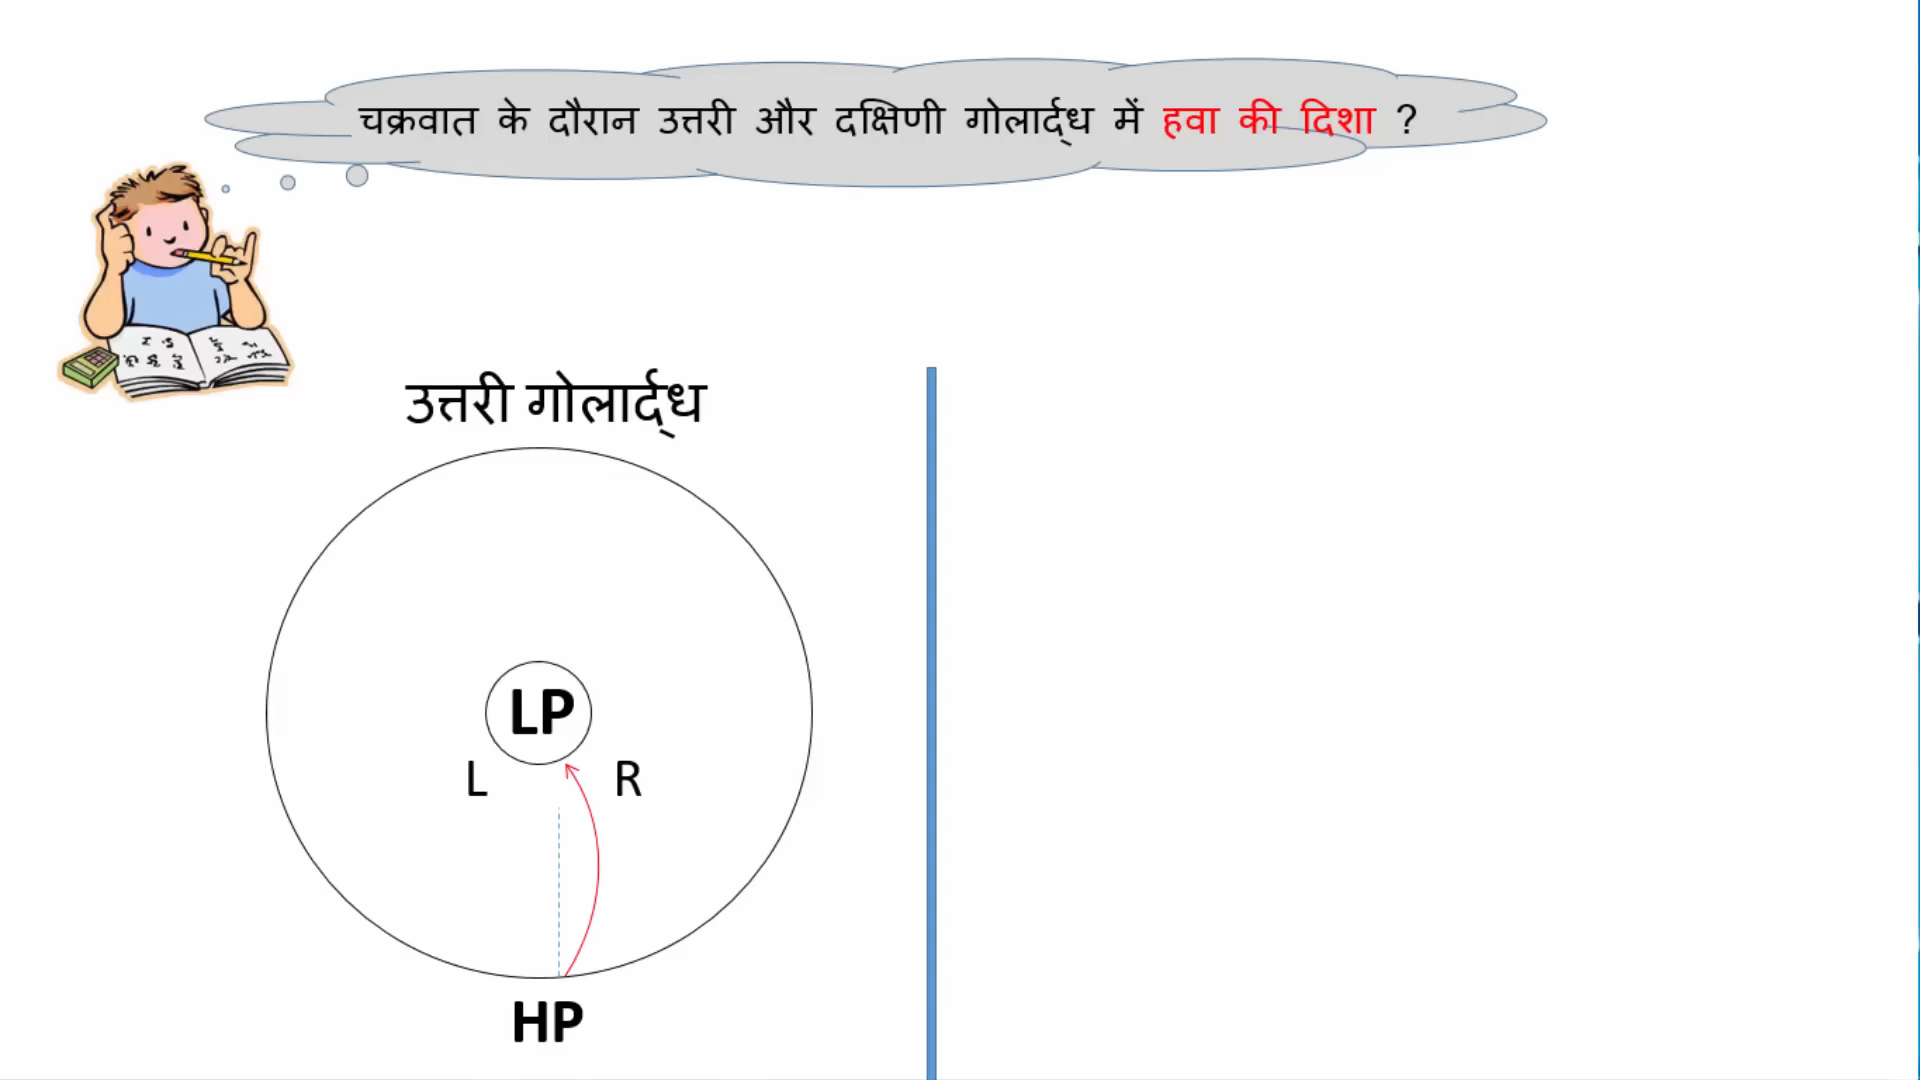 चक्रवात के दौरान उत्तरी और दक्षिणी गोलार्द्ध में हवा की दिशा ?
उत्तरी गोलार्द्ध
LP
L R
HP